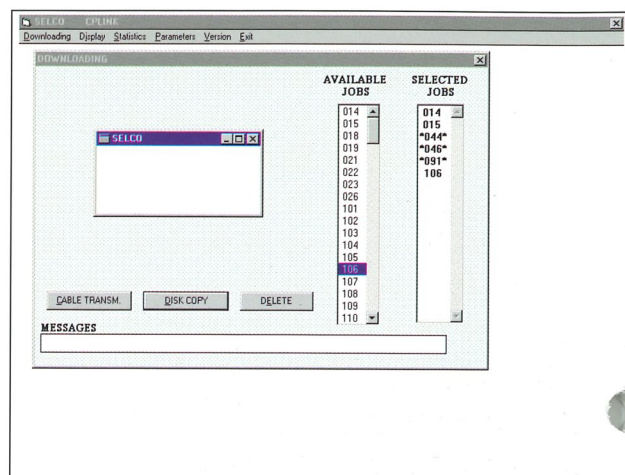 SELCO CPLINK
Downloading Display Statistics Parameters Version Exit
DOWNLOADING
SELCO
AVAILABLE
JOBS
014
015
018
019
021
022
023
026
101
102
103
104
105
106
107
108
109
110
SELECTED
JOBS
014
015
*044*
*046*
*091*
106
CABLE TRANSM.
DISK COPY
DELETE
MESSAGES